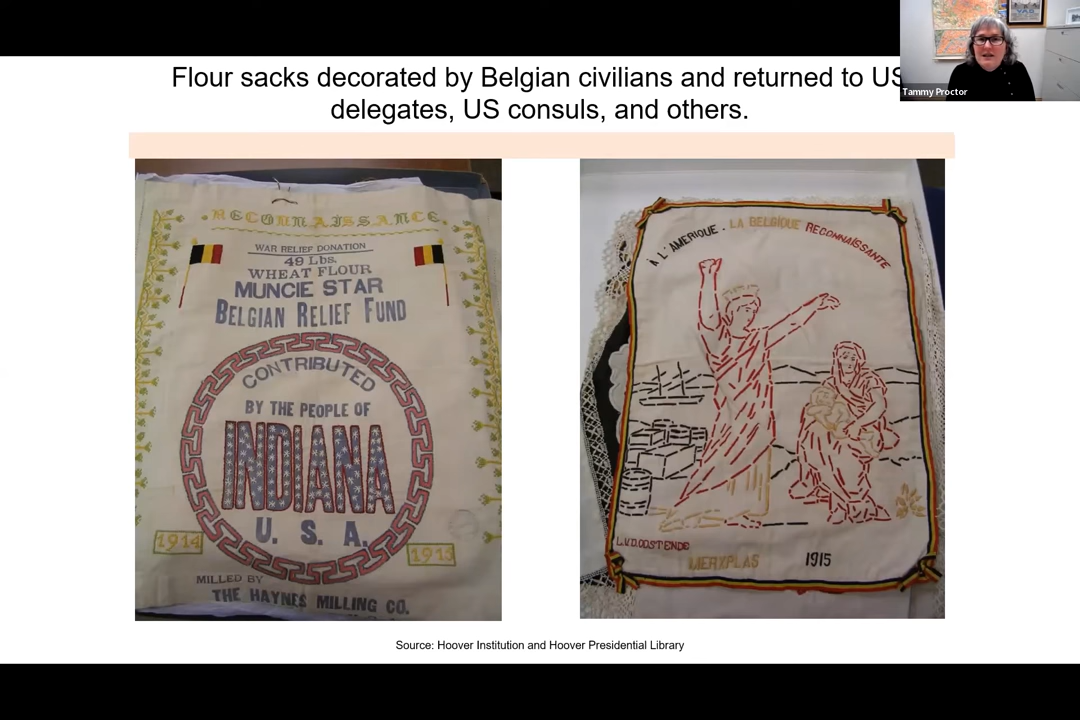 Flour sacks decorated by Belgian civilians and returned to US
delegates, US consuls, and others.
Tammy Proctor
RECONNAISSANCE
WAR RELIEF DONATION
49 Lbs.
WHEAT FLOUR
MUNCIE STAR
BELGIAN RELIEF FUND
CONTRIBUTED
BY THE PEOPLE OF
INDIANA
U. S. A.
1914 1915
MILLED BY
THE HAYNES MILLING CO.
À L'AMERIQUE. LA BELGIQUE RECONNAISSANTE
L.V.D.OOSTENDE
MERXPLAS 1915
Source: Hoover Institution and Hoover Presidential Library